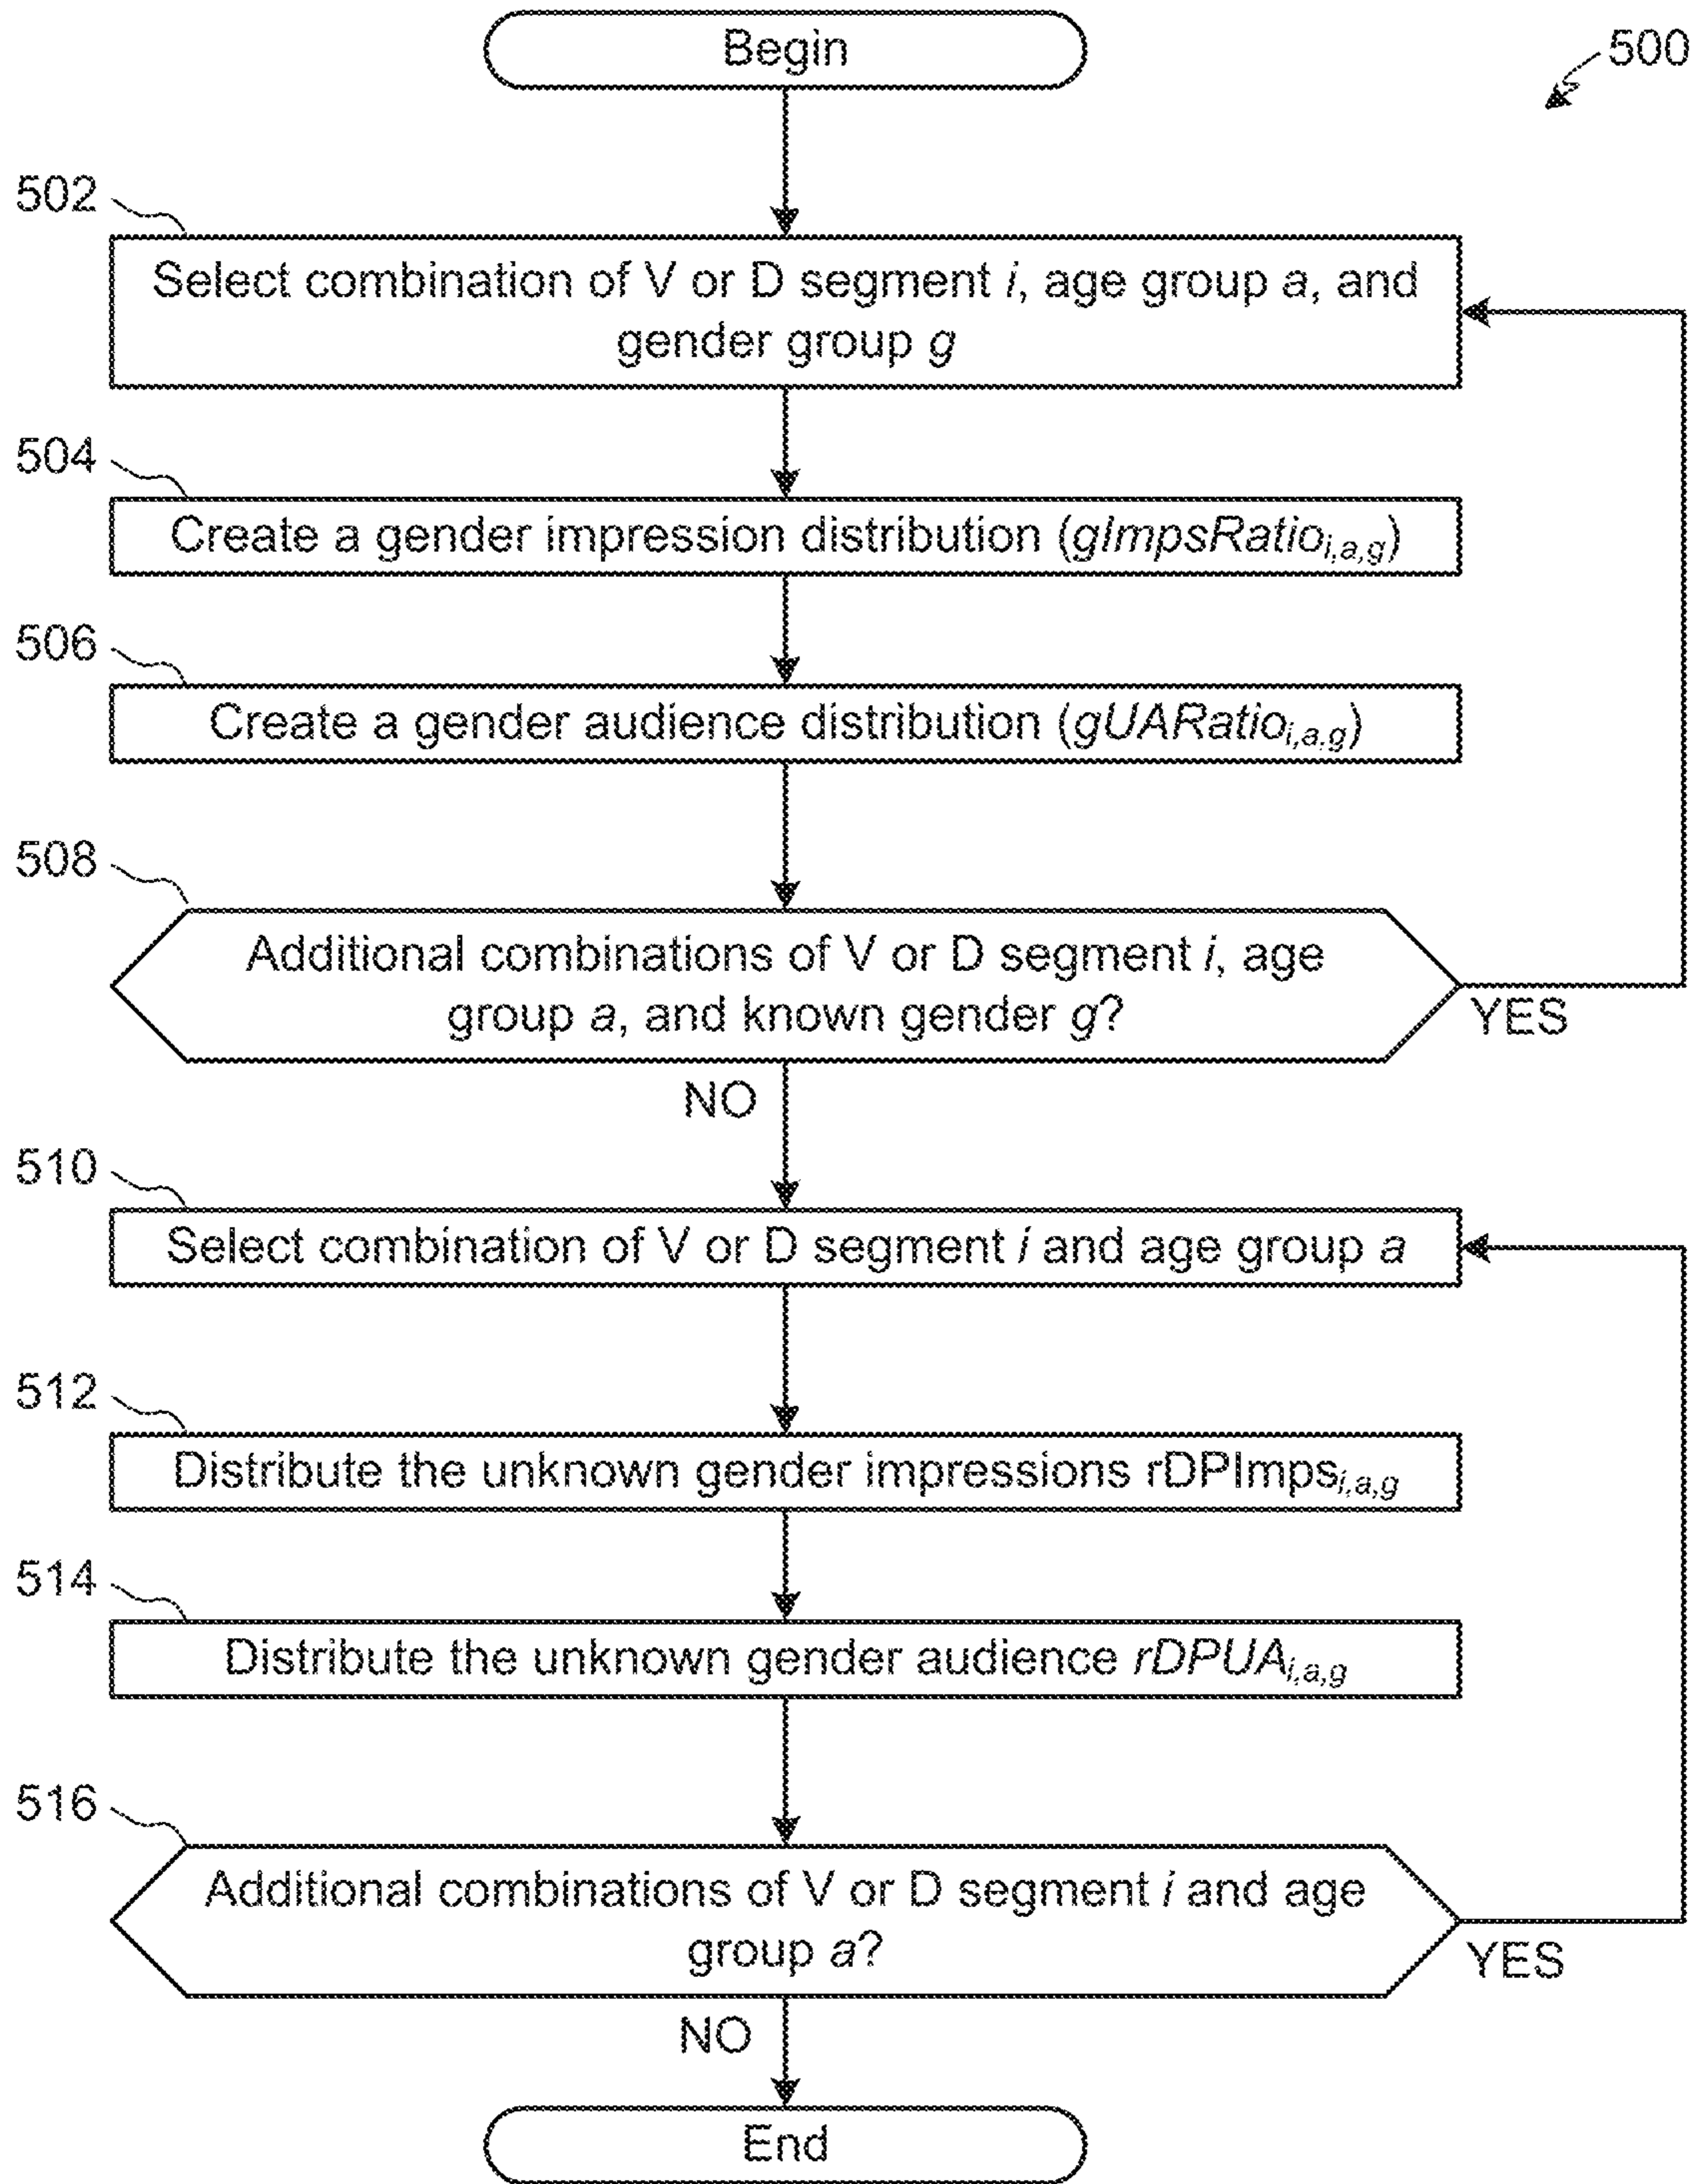 Begin
500
502
Select combination of V or D segment i, age group a, and
gender group g
504
Create a gender impression distribution (gImpsRatioi,a,g)
506
Create a gender audience distribution (gUARatioi,a,g)
508
Additional combinations of V or D segment i, age
group a, and known gender g?
YES
NO
510
Select combination of V or D segment i and age group a
512
Distribute the unknown gender impressions rDPImpsi,a,g
514
Distribute the unknown gender audience rDPUAi,a,g
516
Additional combinations of V or D segment i and age
group a?
YES
NO
End